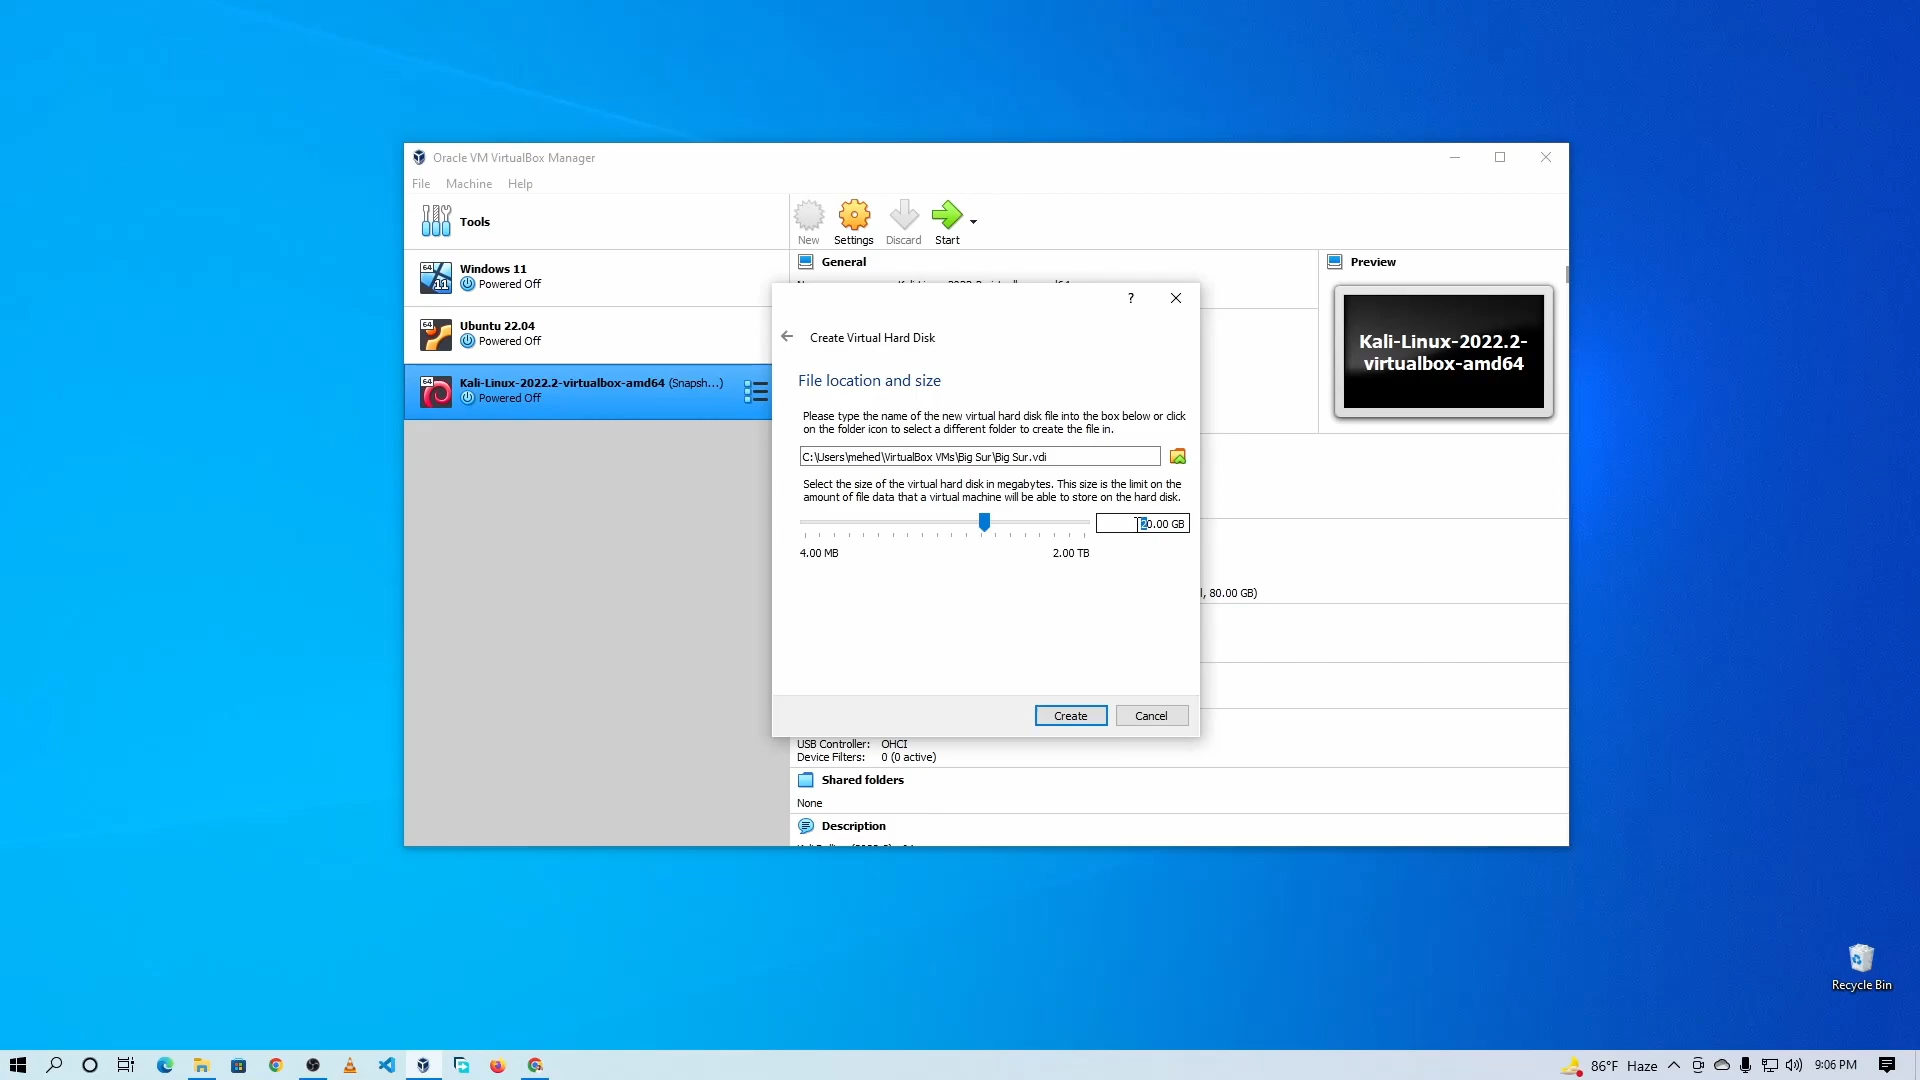 Oracle VM VirtualBox Manager
File Machine Help
Tools
New Settings Discard Start
64
11
Windows 11
Powered Off
64
Ubuntu 22.04
Powered Off
64
Kali-Linux-2022.2-virtualbox-amd64 (Snapsh...)
Powered Off
General
Preview
Kali-Linux-2022.2-
virtualbox-amd64
?
Create Virtual Hard Disk
File location and size
Please type the name of the new virtual hard disk file into the box below or click
on the folder icon to select a different folder to create the file in.
C:\Users\mehed\VirtualBox VMs\Big Sur\Big Sur.vdi
Select the size of the virtual hard disk in megabytes. This size is the limit on the
amount of file data that a virtual machine will be able to store on the hard disk.
20.00 GB
4.00 MB 2.00 TB
, 80.00 GB)
Create Cancel
USB Controller: OHCI
Device Filters: 0 (0 active)
Shared folders
None
Description
Recycle Bin
86°F Haze
9:06 PM